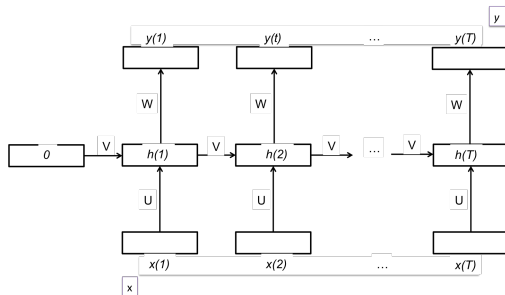 y
y(1) y(t) ... y(T)
W W W
0 V h(1) V h(2) V ... V h(T)
U U U
x(1) x(2) ... x(T)
x